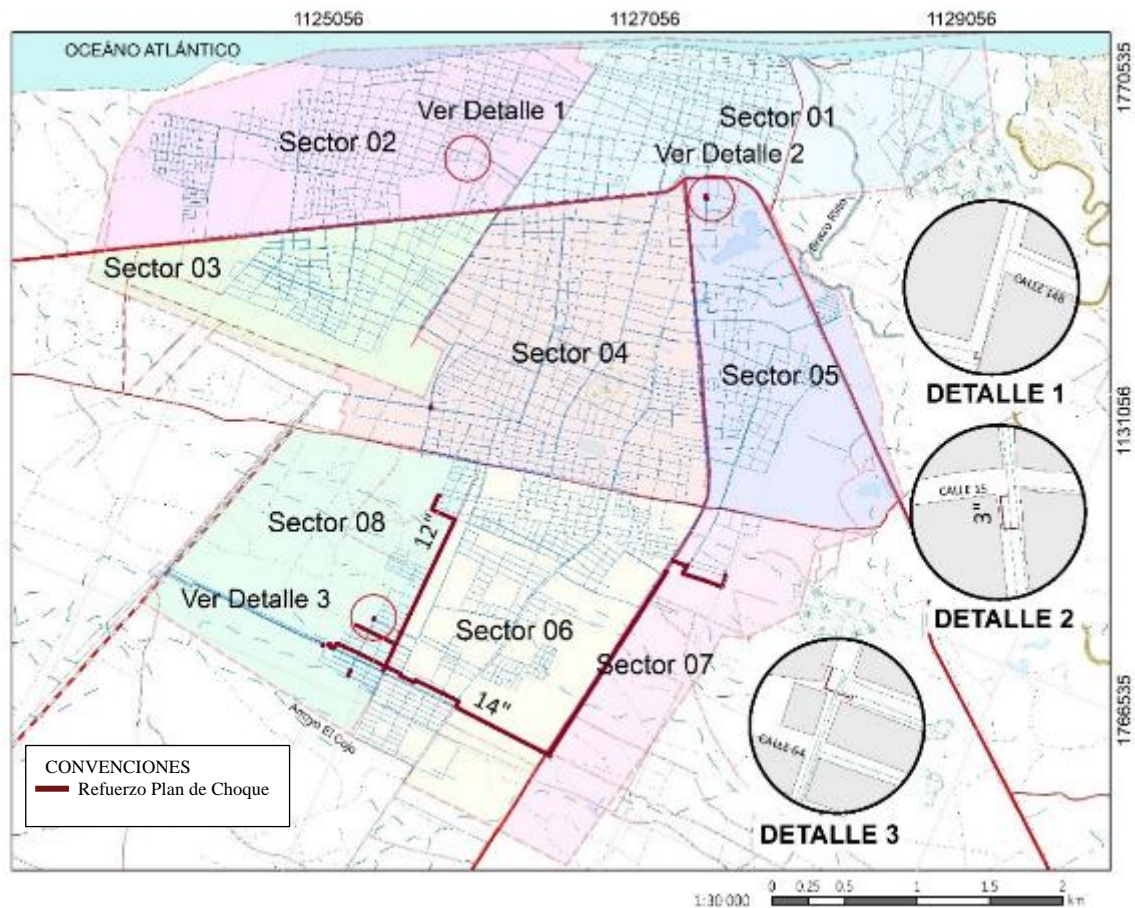 1125056
1127056
1129056
OCEÁNO ATLÁNTICO
1770535
Ver Detalle 1
Sector 02
Sector 01
Ver Detalle 2
Sector 03
Sector 04
Sector 05
CALLE 14B
DETALLE 1
1131056
CALLE 15
3"
DETALLE 2
Sector 08
12"
Ver Detalle 3
Sector 06
Sector 07
14"
1766535
Arroyo El Cojo
CALLE 64
DETALLE 3
CONVENCIONES
Refuerzo Plan de Choque
1:30 000
0 0.25 0.5 1 1.5 2
km